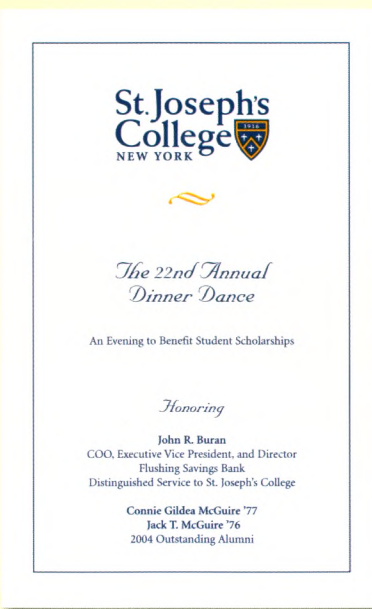 St. Joseph's
College
NEW YORK
1916
The 22nd Annual
Dinner Dance
An Evening to Benefit Student Scholarships
Honoring
John R. Buran
COO, Executive Vice President, and Director
Flushing Savings Bank
Distinguished Service to St. Joseph's College
Connie Gildea McGuire '77
Jack T. McGuire '76
2004 Outstanding Alumni